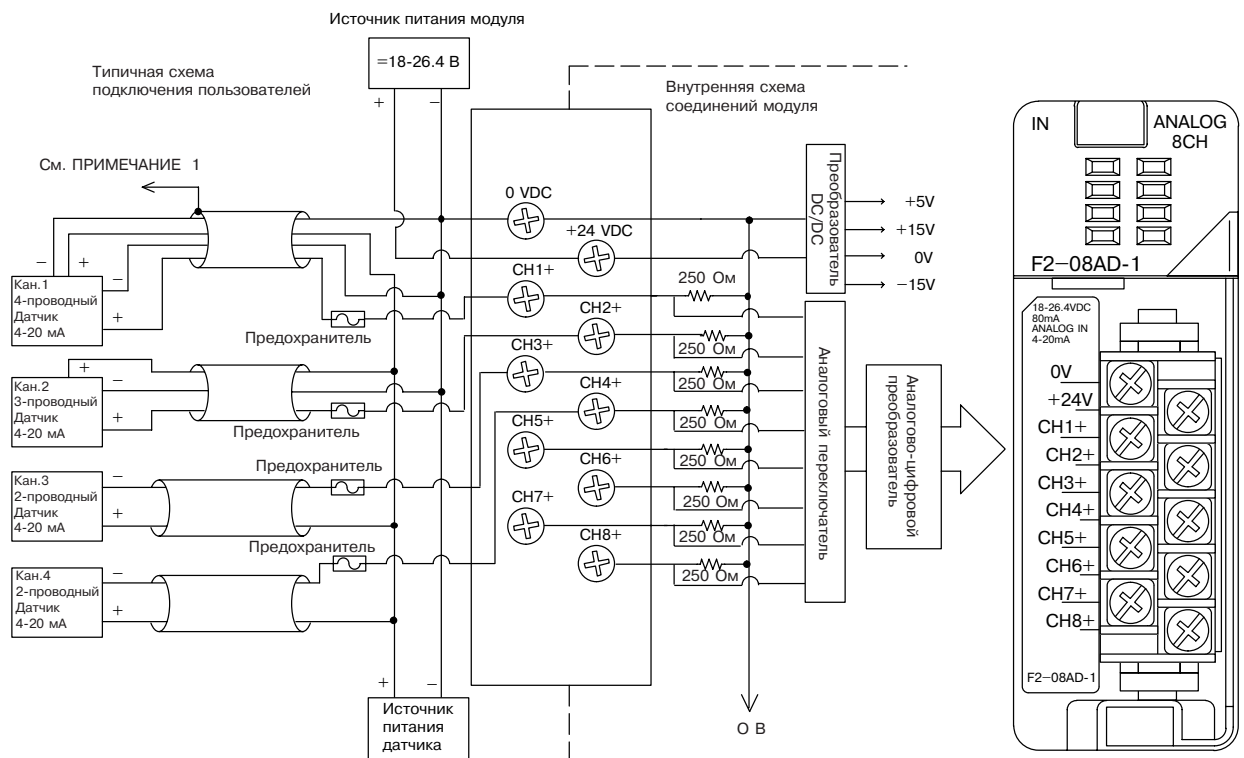 Источник питания модуля
=18-26.4 В
+ −
Типичная схема
подключения пользователей
Внутренняя схема
соединений модуля
См. ПРИМЕЧАНИЕ 1
0 VDC
+24 VDC
CH1+
CH2+
CH3+
CH4+
CH5+
CH6+
CH7+
CH8+
− +
−
+
Кан.1
4-проводный
Датчик
4-20 мА
Предохранитель
+
−
+
Кан.2
3-проводный
Датчик
4-20 мА
Предохранитель
−
+
Кан.3
2-проводный
Датчик
4-20 мА
Предохранитель
−
+
Кан.4
2-проводный
Датчик
4-20 мА
Предохранитель
+ −
Источник
питания
датчика
250 Ом
250 Ом
250 Ом
250 Ом
250 Ом
250 Ом
250 Ом
250 Ом
О В
Преобразователь
DC/DC
+5V
+15V
0V
−15V
Аналоговый переключатель
Аналогово-цифровой
преобразователь
IN
ANALOG
8CH
F2−08AD-1
18-26.4VDC
80mA
ANALOG IN
4-20mA
0V
+24V
CH1+
CH2+
CH3+
CH4+
CH5+
CH6+
CH7+
CH8+
F2−08AD-1